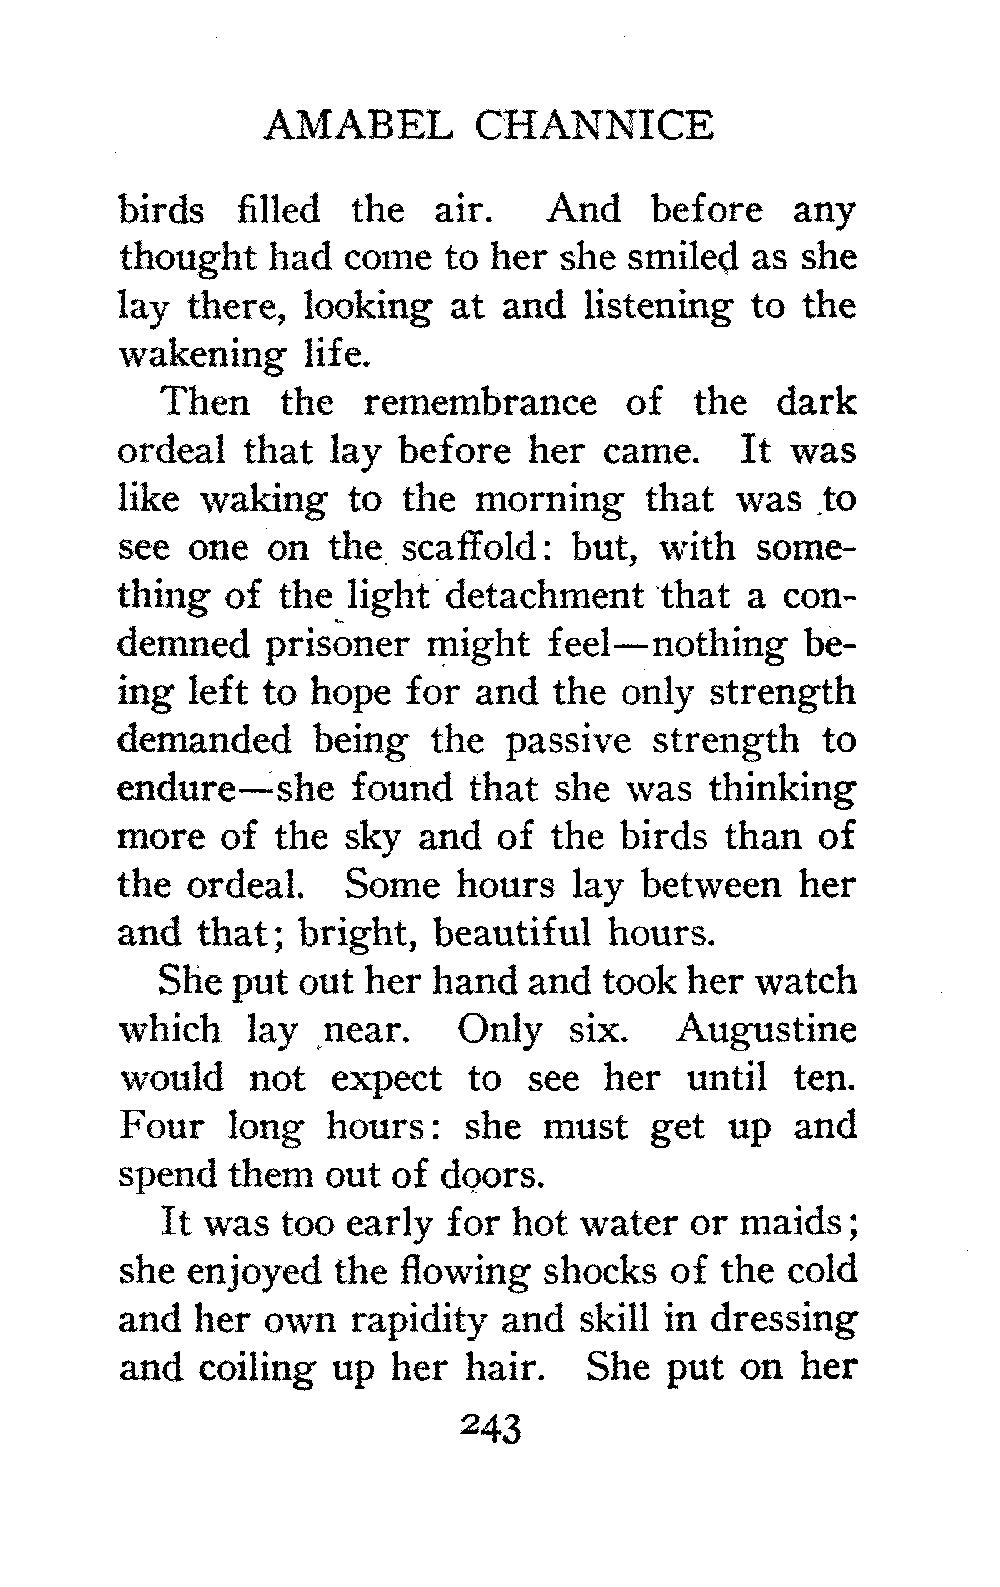 AMABEL CHANNICE
birds filled the air. And before any
thought had come to her she smiled as she
lay there, looking at and listening to the
wakening life.
Then the remembrance of the dark
ordeal that lay before her came. It was
like waking to the morning that was to
see one on the scaffold: but, with some-
thing of the light detachment that a con-
demned prisoner might feel—nothing be-
ing left to hope for and the only strength
demanded being the passive strength to
endure—she found that she was thinking
more of the sky and of the birds than of
the ordeal. Some hours lay between her
and that; bright, beautiful hours.
She put out her hand and took her watch
which lay near. Only six. Augustine
would not expect to see her until ten.
Four long hours: she must get up and
spend them out of doors.
It was too early for hot water or maids;
she enjoyed the flowing shocks of the cold
and her own rapidity and skill in dressing
and coiling up her hair. She put on her
243